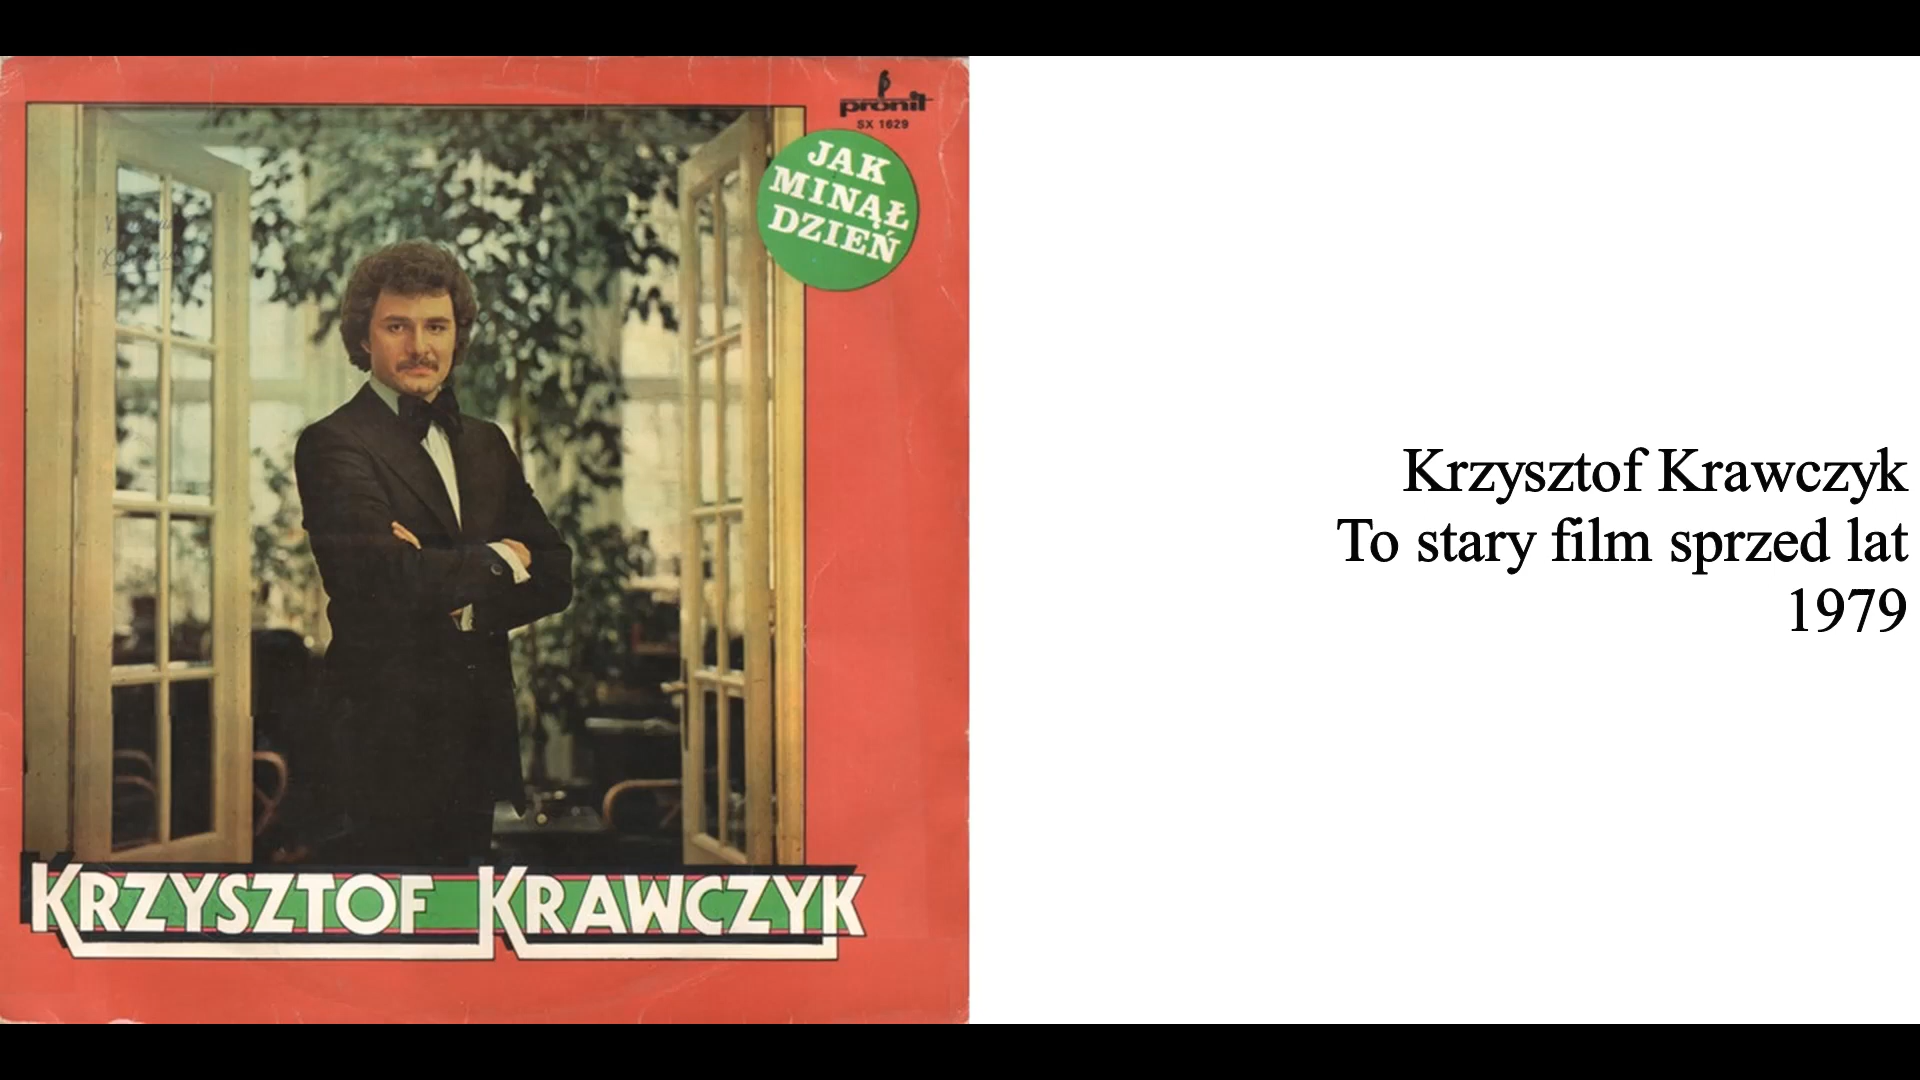 pronit
SX 1629
JAK
MINĄŁ
DZIEŃ
KRZYSZTOF KRAWCZYK
Krzysztof Krawczyk
To stary film sprzed lat
1979